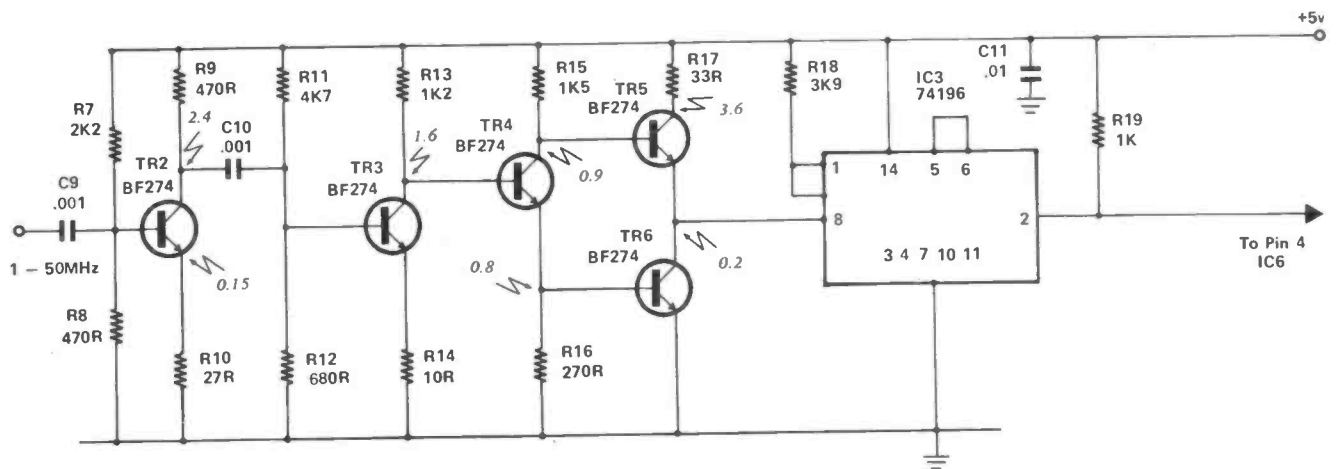 +5v
R9
470R
R11
4K7
R13
1K2
R15
1K5
R17
33R
TR5
BF274
R18
3K9
C11
.01
IC3
74196
R19
1K
R7
2K2
2.4
C10
.001
1.6
TR4
BF274
3.6
TR2
BF274
TR3
BF274
0.9
C9
.001
1
14
5
6
8
2
3 4 7 10 11
1 – 50MHz
0.15
0.8
TR6
BF274
0.2
To Pin 4
IC6
R8
470R
R10
27R
R12
680R
R14
10R
R16
270R